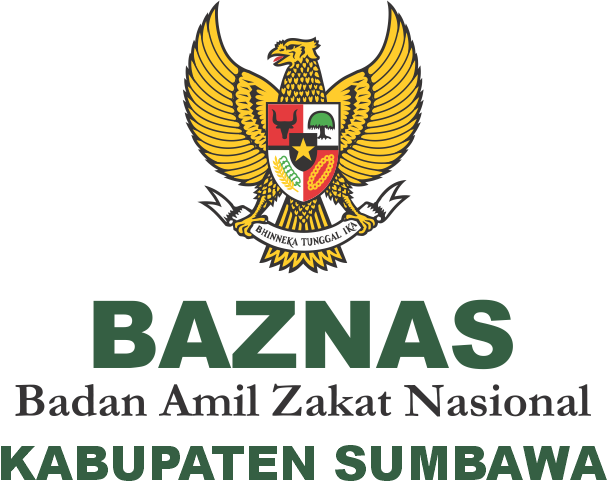 BHINNEKA TUNGGAL IKA
BAZNAS
Badan Amil Zakat Nasional
KABUPATEN SUMBAWA